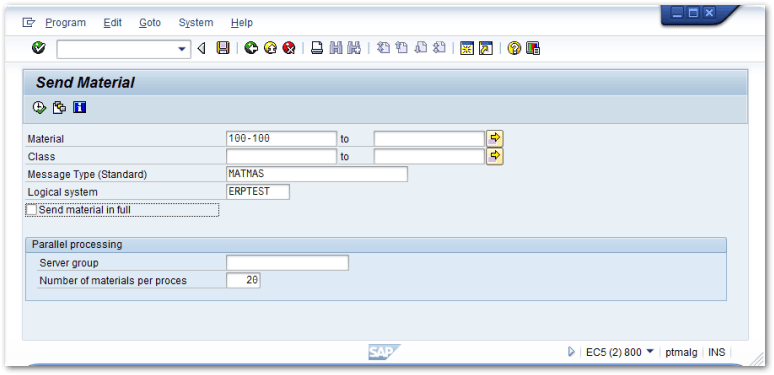 Program Edit Goto System Help
Send Material
Material 100-100 to
Class to
Message Type (Standard) MATMAS
Logical system ERPTEST
Send material in full
Parallel processing
Server group
Number of materials per proces 20
SAP EC5 (2) 800 ptmalg INS